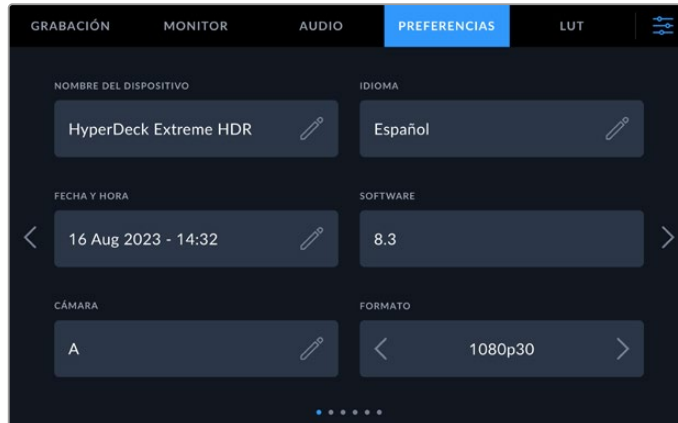 GRABACIÓN MONITOR AUDIO PREFERENCIAS LUT
NOMBRE DEL DISPOSITIVO IDIOMA
HyperDeck Extreme HDR Español
FECHA Y HORA SOFTWARE
16 Aug 2023 - 14:32 8.3
CÁMARA FORMATO
A 1080p30